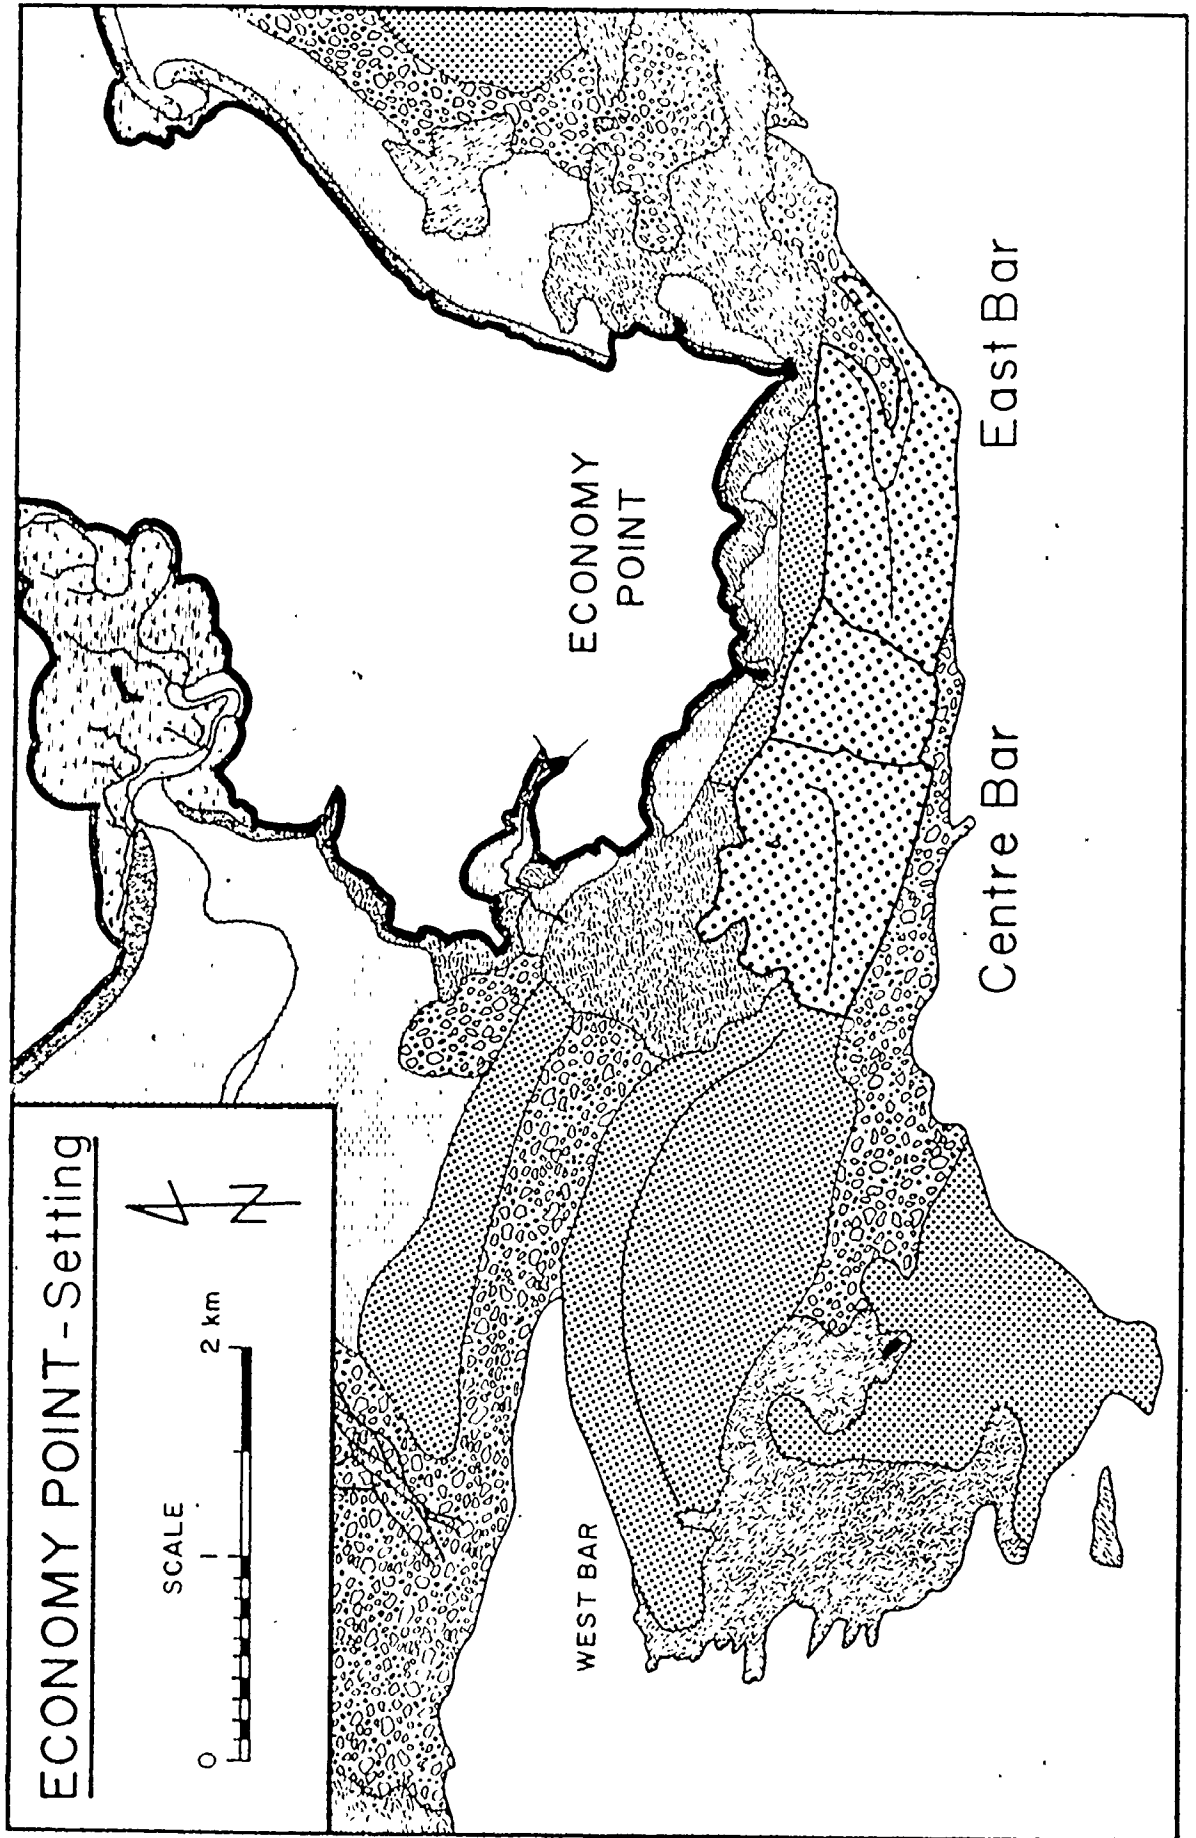 ECONOMY POINT-Setting
N
SCALE
0 1 2 km
ECONOMY
POINT
WEST BAR
Centre Bar
East Bar